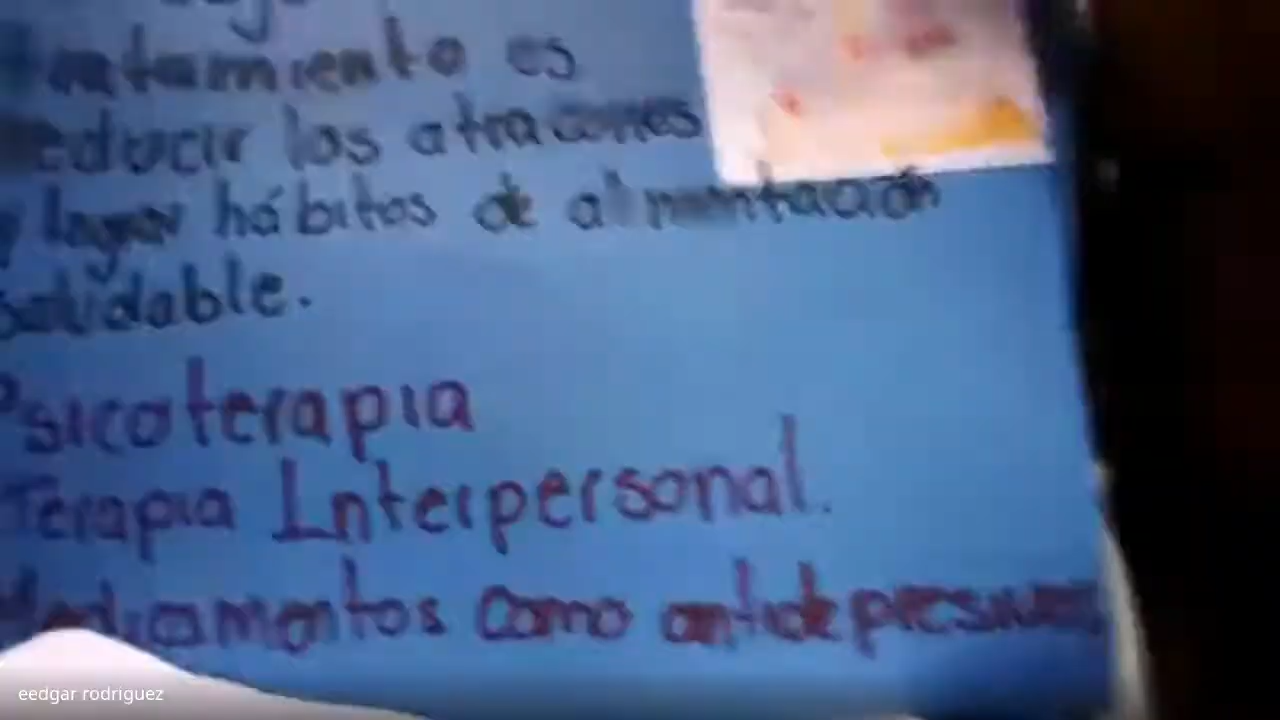 tratamiento es
reducir los atracones
y lograr hábitos de alimentación
saludable.
Psicoterapia
Terapia Interpersonal.
Medicamentos como antidepresivos
eedgar rodriguez